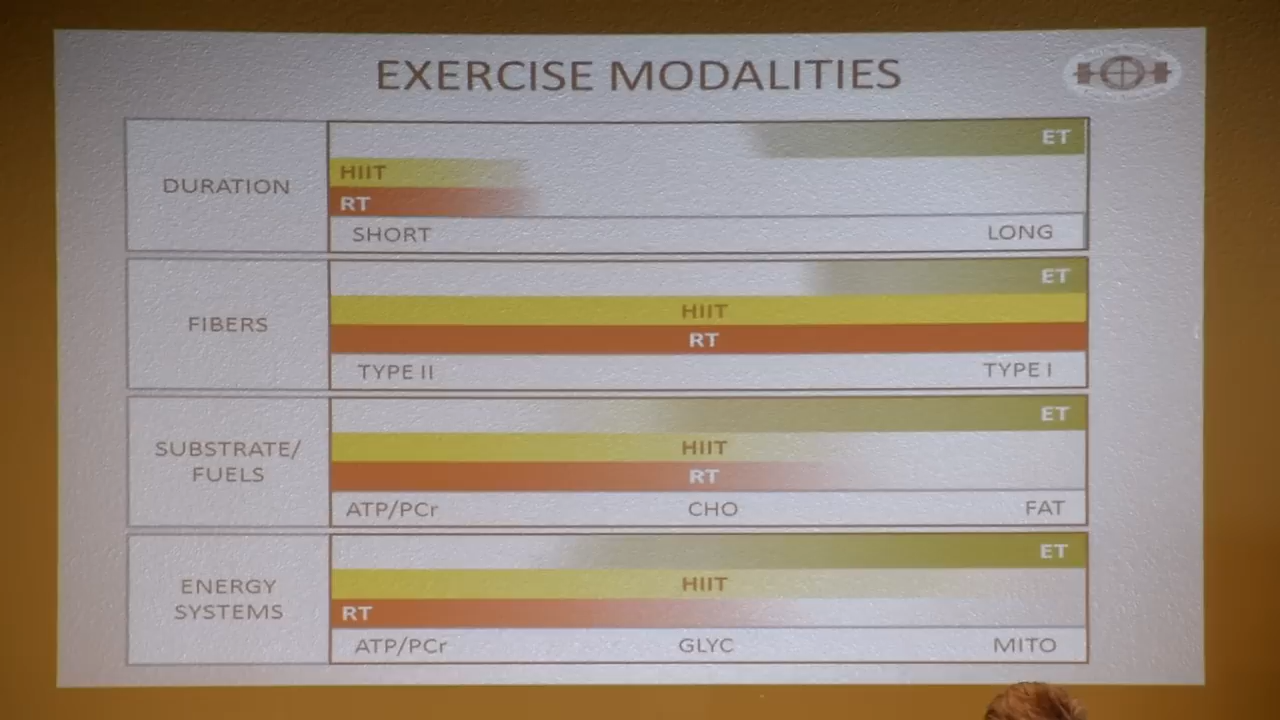 EXERCISE MODALITIES
DURATION
ET
HIIT
RT
SHORT LONG
FIBERS
ET
HIIT
RT
TYPE II TYPE I
SUBSTRATE/
FUELS
ET
HIIT
RT
ATP/PCr CHO FAT
ENERGY
SYSTEMS
ET
HIIT
RT
ATP/PCr GLYC MITO